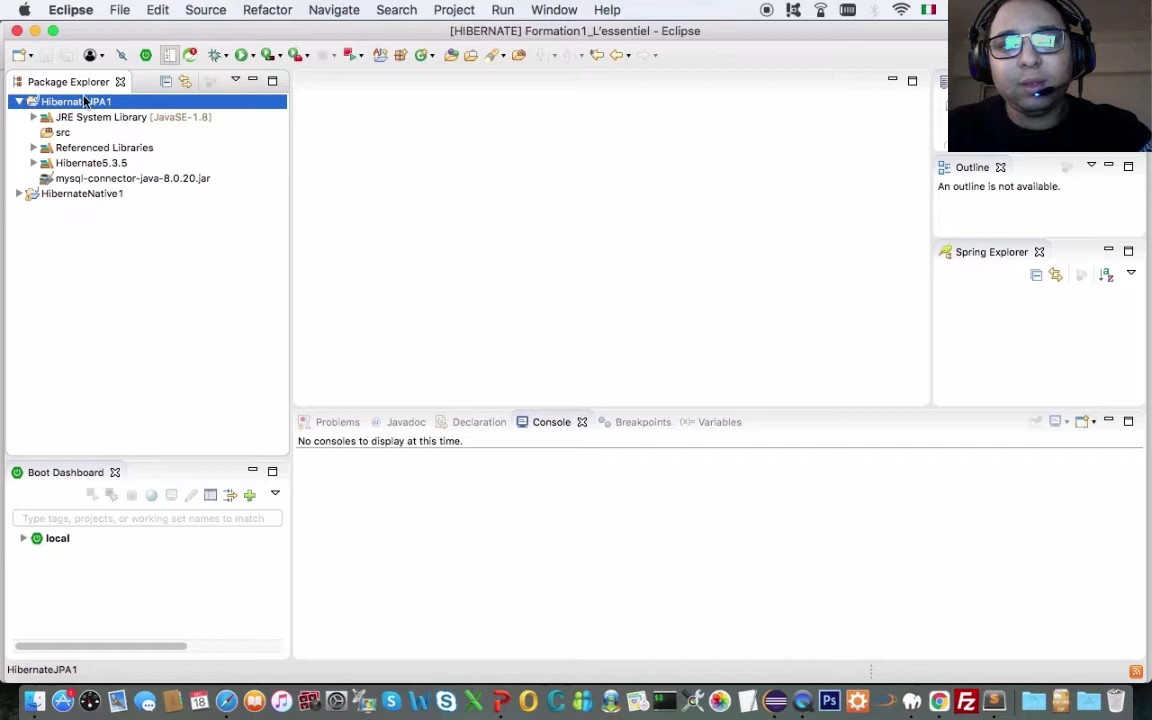 Eclipse File Edit Source Refactor Navigate Search Project Run Window Help
[HIBERNATE] Formation1_L'essentiel - Eclipse
Package Explorer
JRE System Library [JavaSE-1.8]
src
Referenced Libraries
Hibernate5.3.5
mysql-connector-java-8.0.20.jar
HibernateNative1
Outline
An outline is not available.
Spring Explorer
Problems @ Javadoc Declaration Console Breakpoints (x)= Variables
No consoles to display at this time.
Boot Dashboard
Type tags, projects, or working set names to match
local
HibernateJPA1